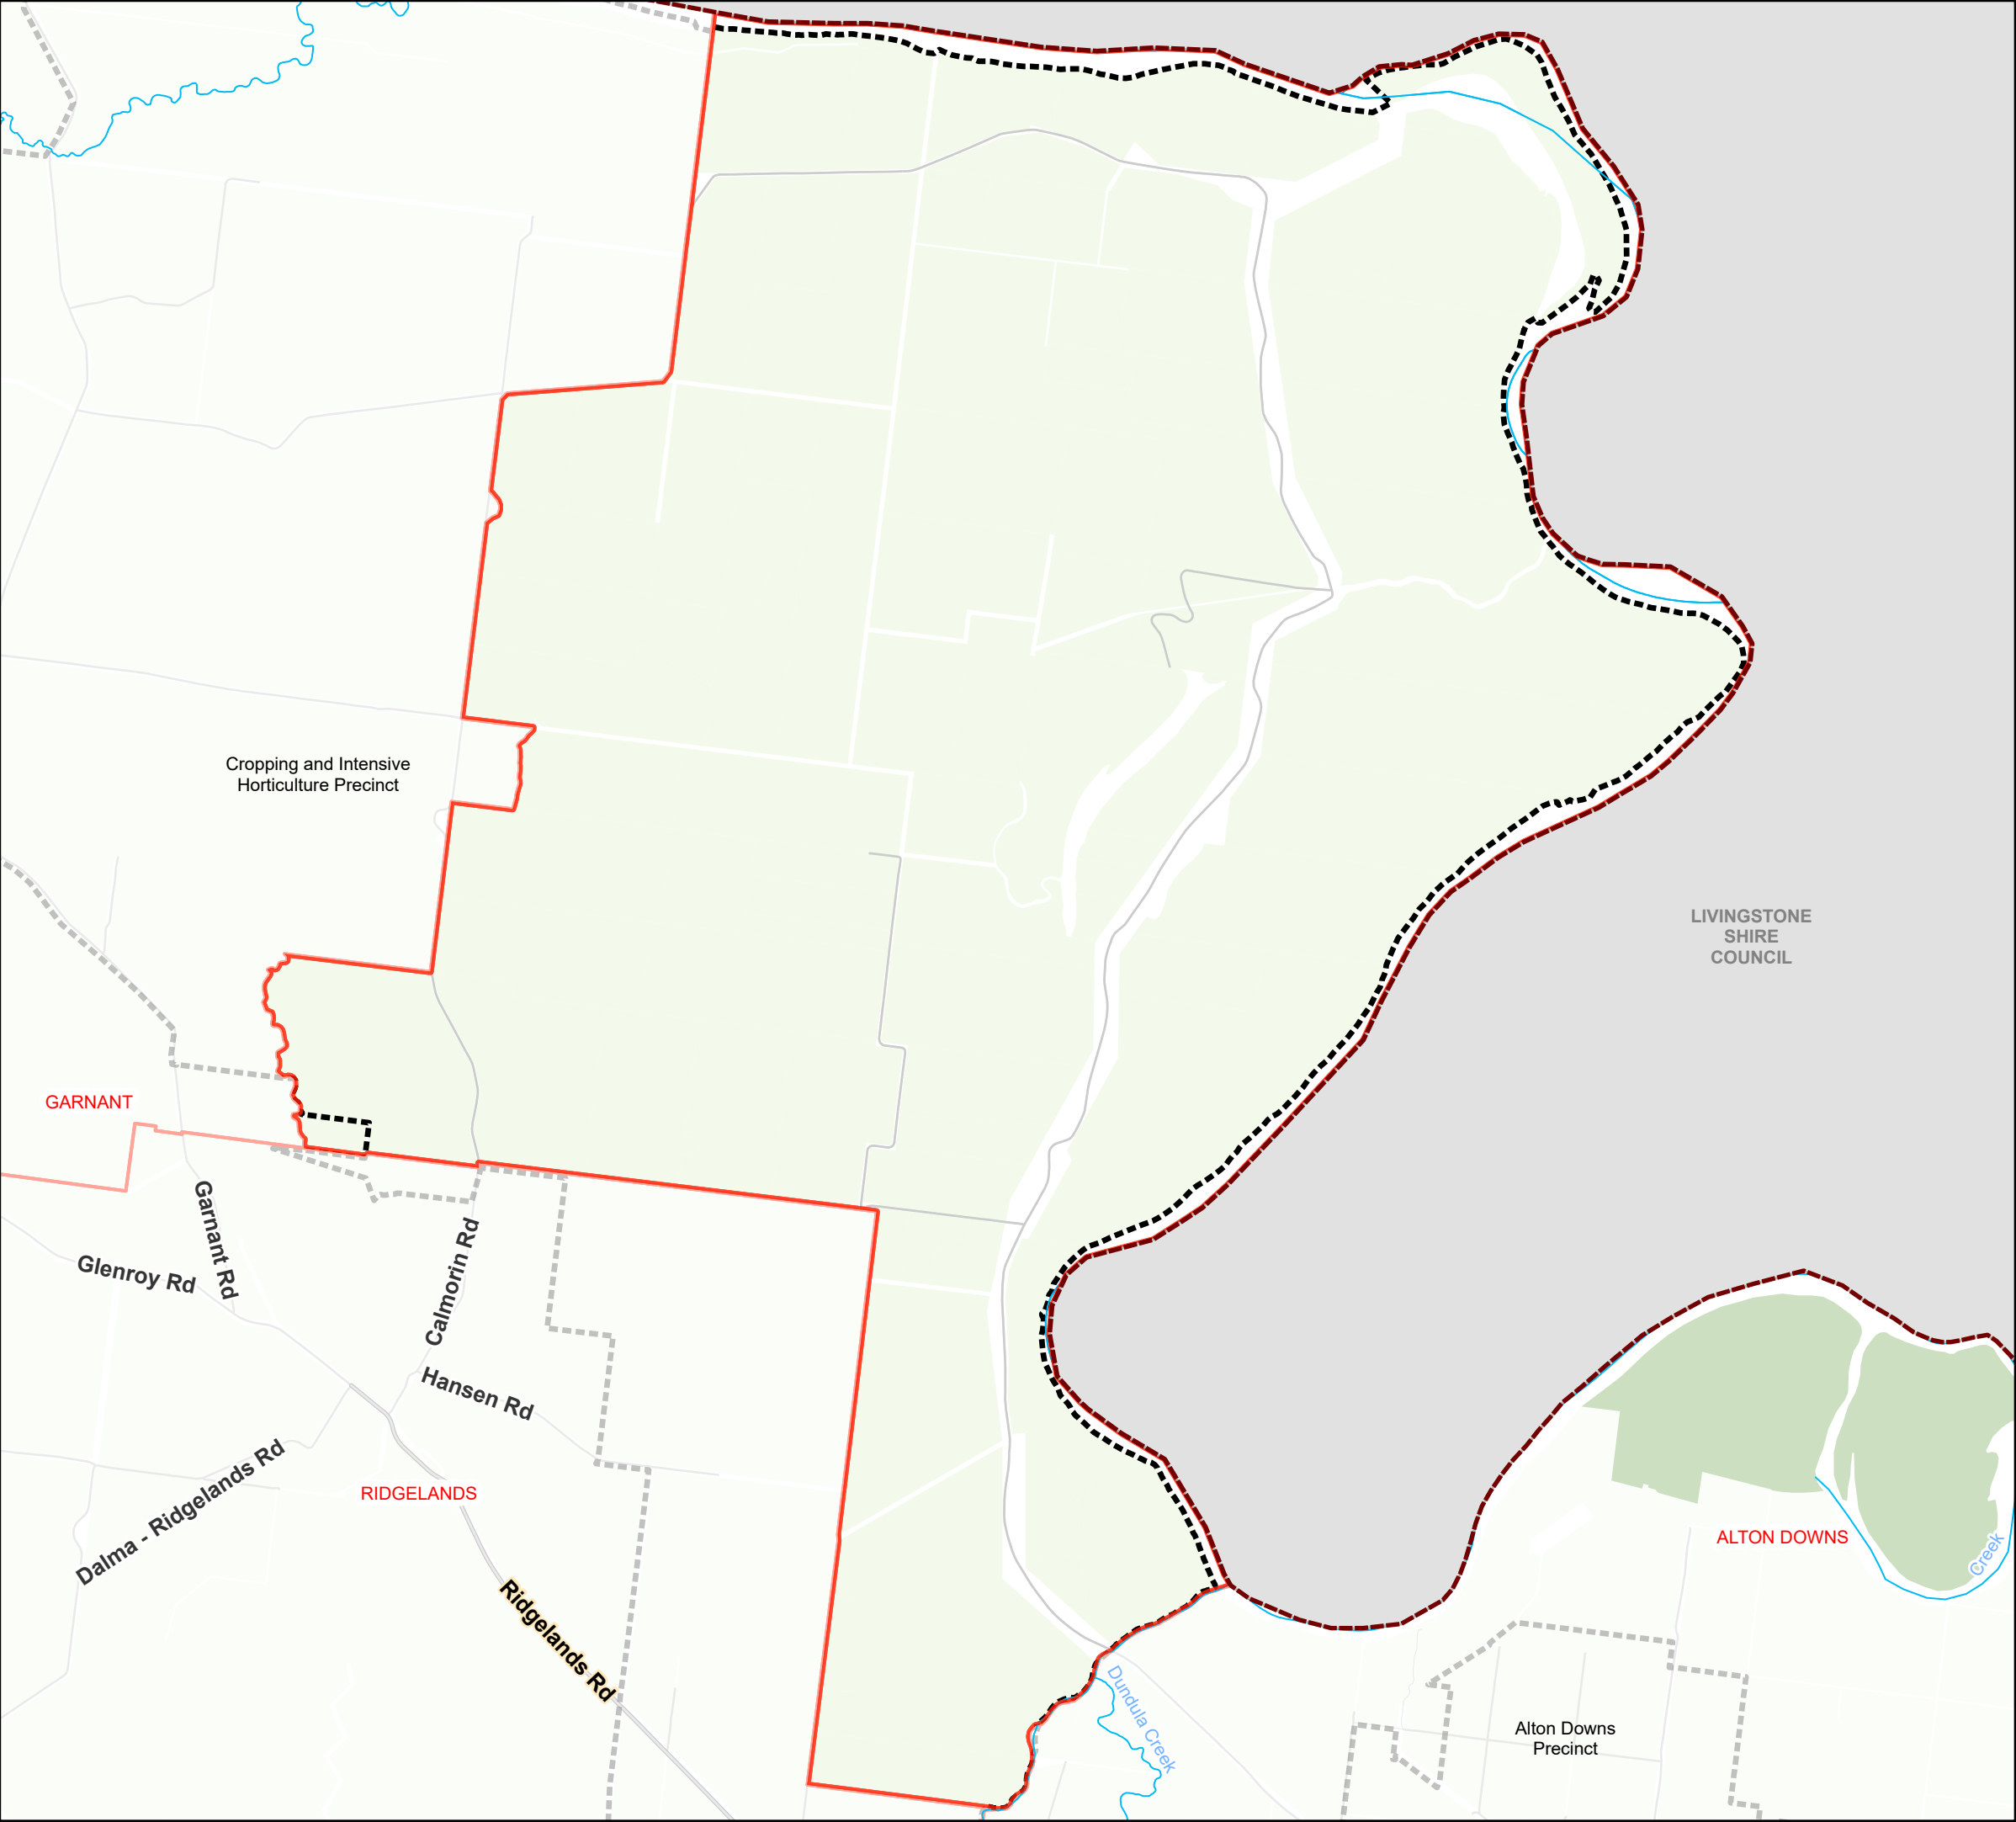 Cropping and Intensive
Horticulture Precinct
LIVINGSTONE
SHIRE
COUNCIL
GARNANT
Garnant Rd
Glenroy Rd
Calmorin Rd
Hansen Rd
Dalma - Ridgelands Rd
RIDGELANDS
Ridgelands Rd
ALTON DOWNS
Creek
Dundula Creek
Alton Downs
Precinct